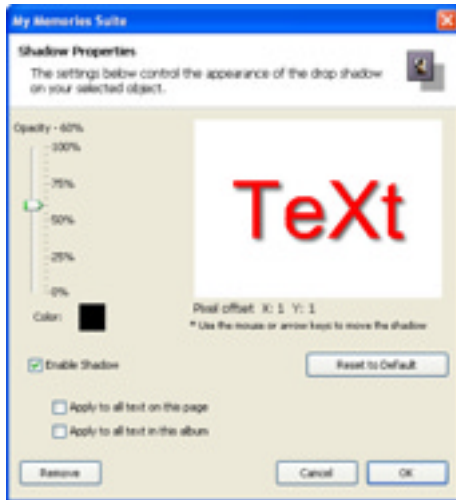 My Memories Suite
Shadow Properties
The settings below control the appearance of the drop shadow
on your selected object.
Opacity - 60%
100%
75%
50%
25%
0%
TeXt
Color:
Pixel offset X: 1 Y: 1
* Use the mouse or arrow keys to move the shadow
Enable Shadow
Reset to Default
Apply to all text on this page
Apply to all text in this album
Remove
Cancel
OK